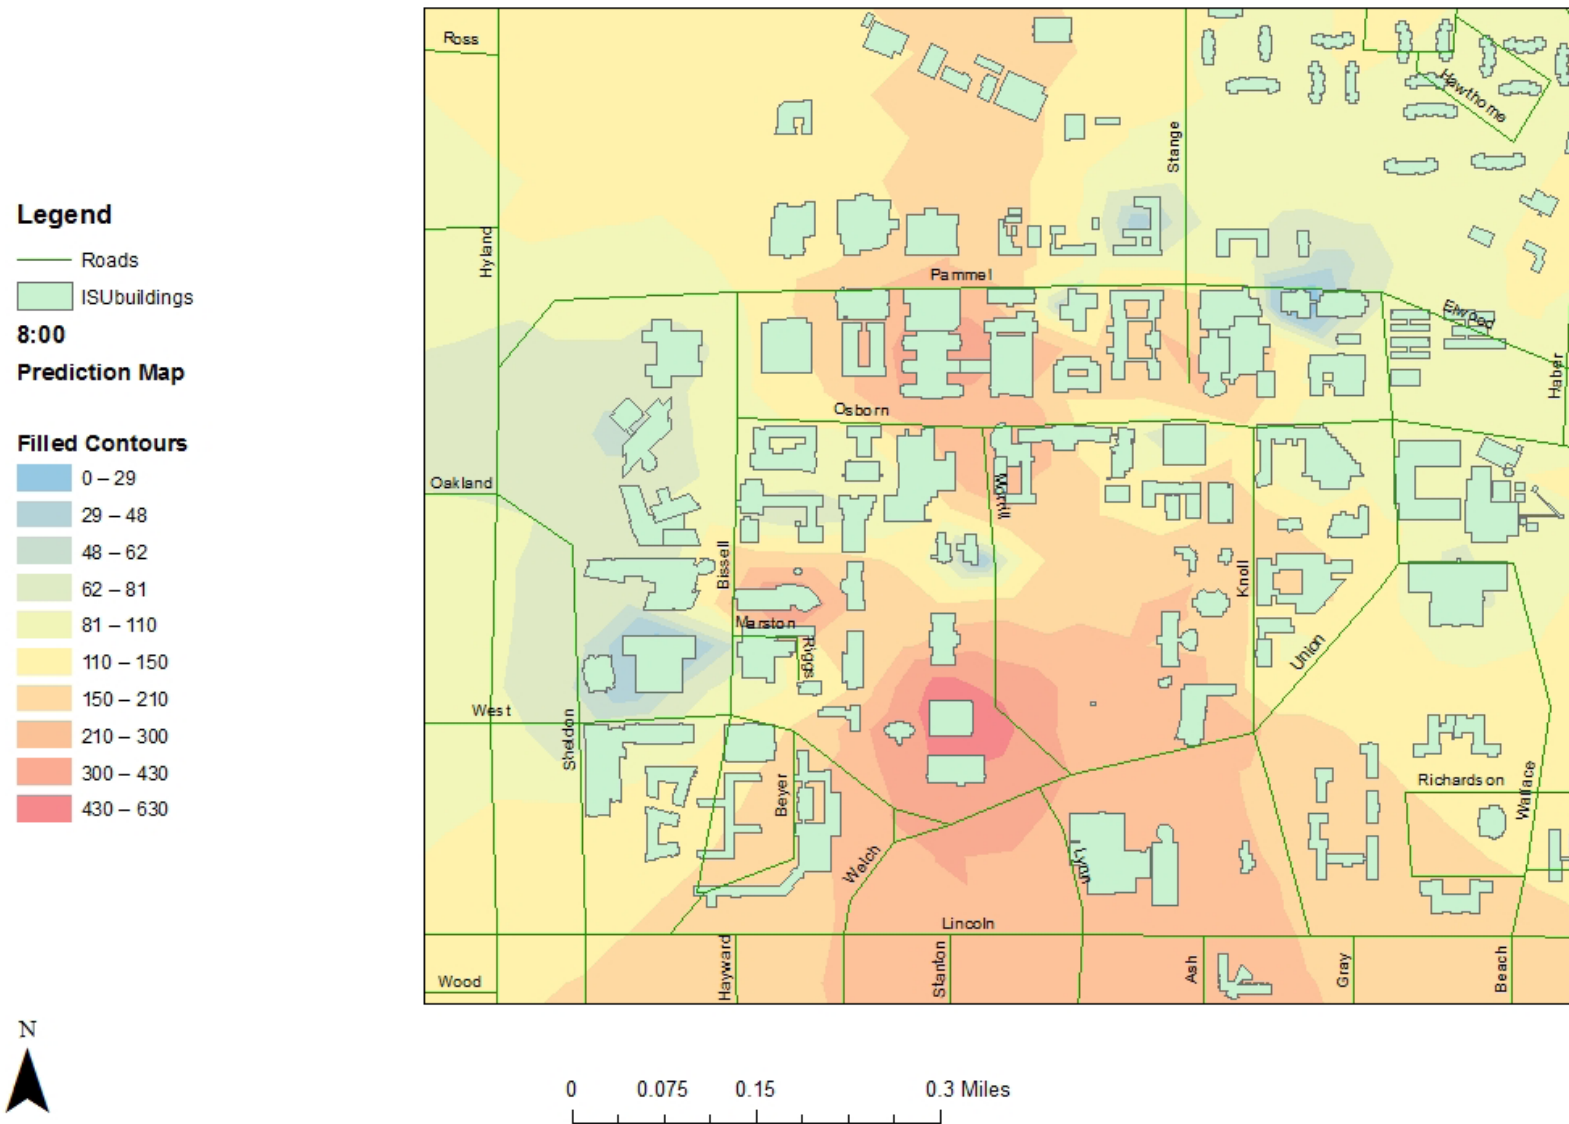 Legend
Roads
ISUbuildings
8:00
Prediction Map
Filled Contours
0 – 29
29 – 48
48 – 62
62 – 81
81 – 110
110 – 150
150 – 210
210 – 300
300 – 430
430 – 630
N
Ross
Hawthorne
Stange
Hyland
Pammel
Elwood
Haber
Osborn
Oakland
Morrill
Bissell
Knoll
Marston
Riggs
Union
West
Sheldon
Beyer
Richardson
Wallace
Welch
Lynn
Lincoln
Wood
Hayward
Stanton
Ash
Gray
Beach
0 0.075 0.15 0.3 Miles